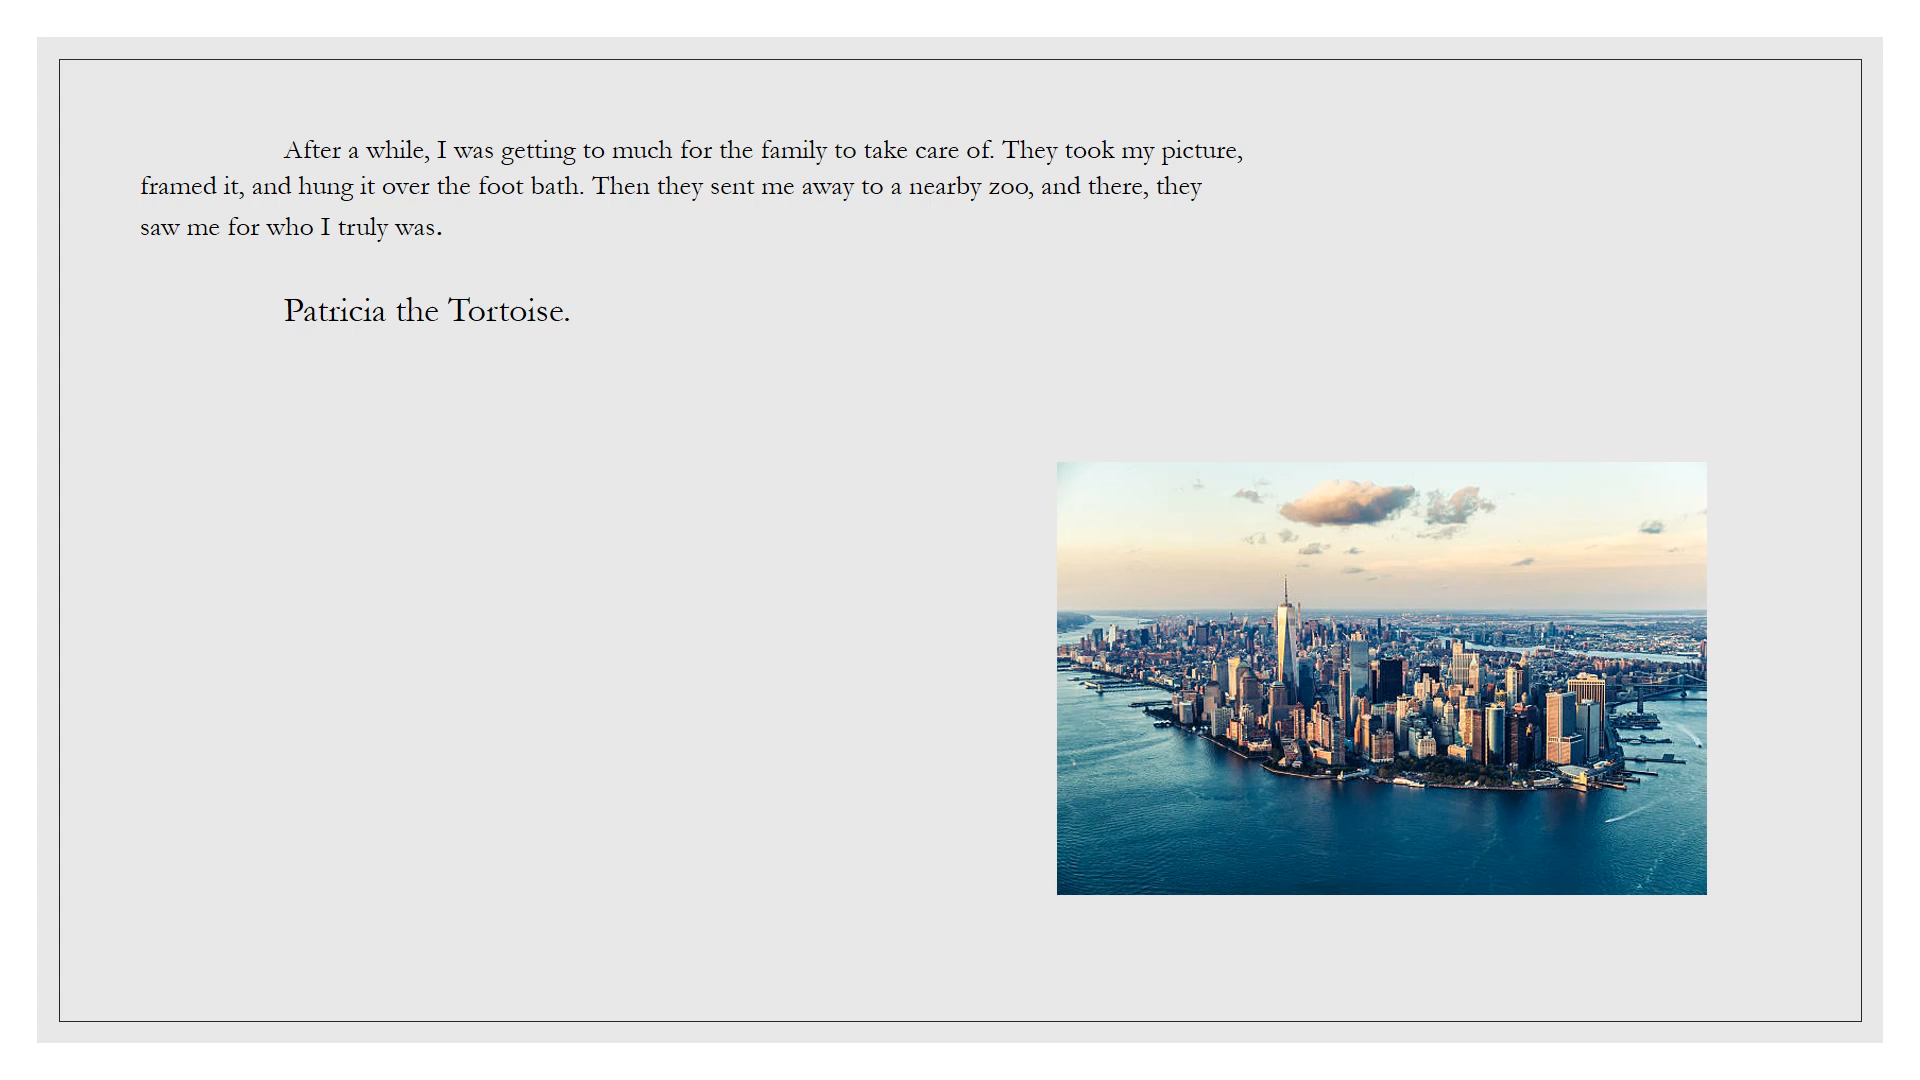 After a while, I was getting to much for the family to take care of. They took my picture,
framed it, and hung it over the foot bath. Then they sent me away to a nearby zoo, and there, they
saw me for who I truly was.
Patricia the Tortoise.